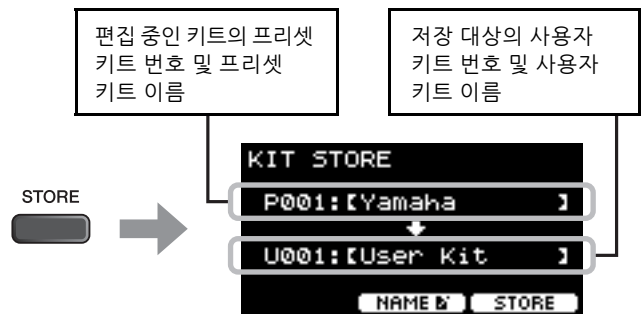 편집 중인 키트의 프리셋
키트 번호 및 프리셋
키트 이름
저장 대상의 사용자
키트 번호 및 사용자
키트 이름
STORE
KIT STORE
P001:[Yamaha ]
U001:[User Kit ]
NAME STORE